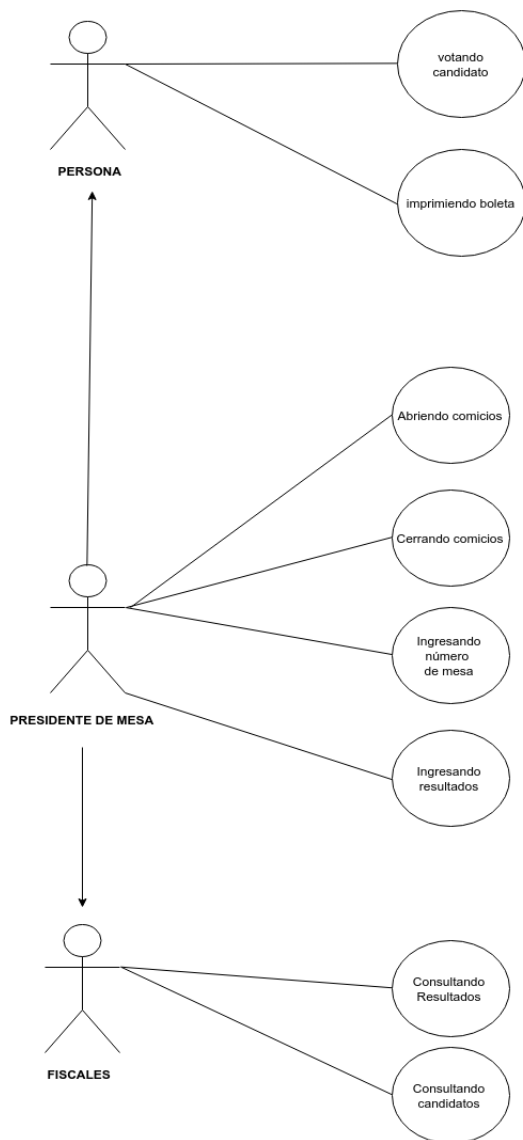 votando
candidato
PERSONA
imprimiendo boleta
Abriendo comicios
Cerrando comicios
Ingresando
número
de mesa
PRESIDENTE DE MESA
Ingresando
resultados
Consultando
Resultados
FISCALES
Consultando
candidatos